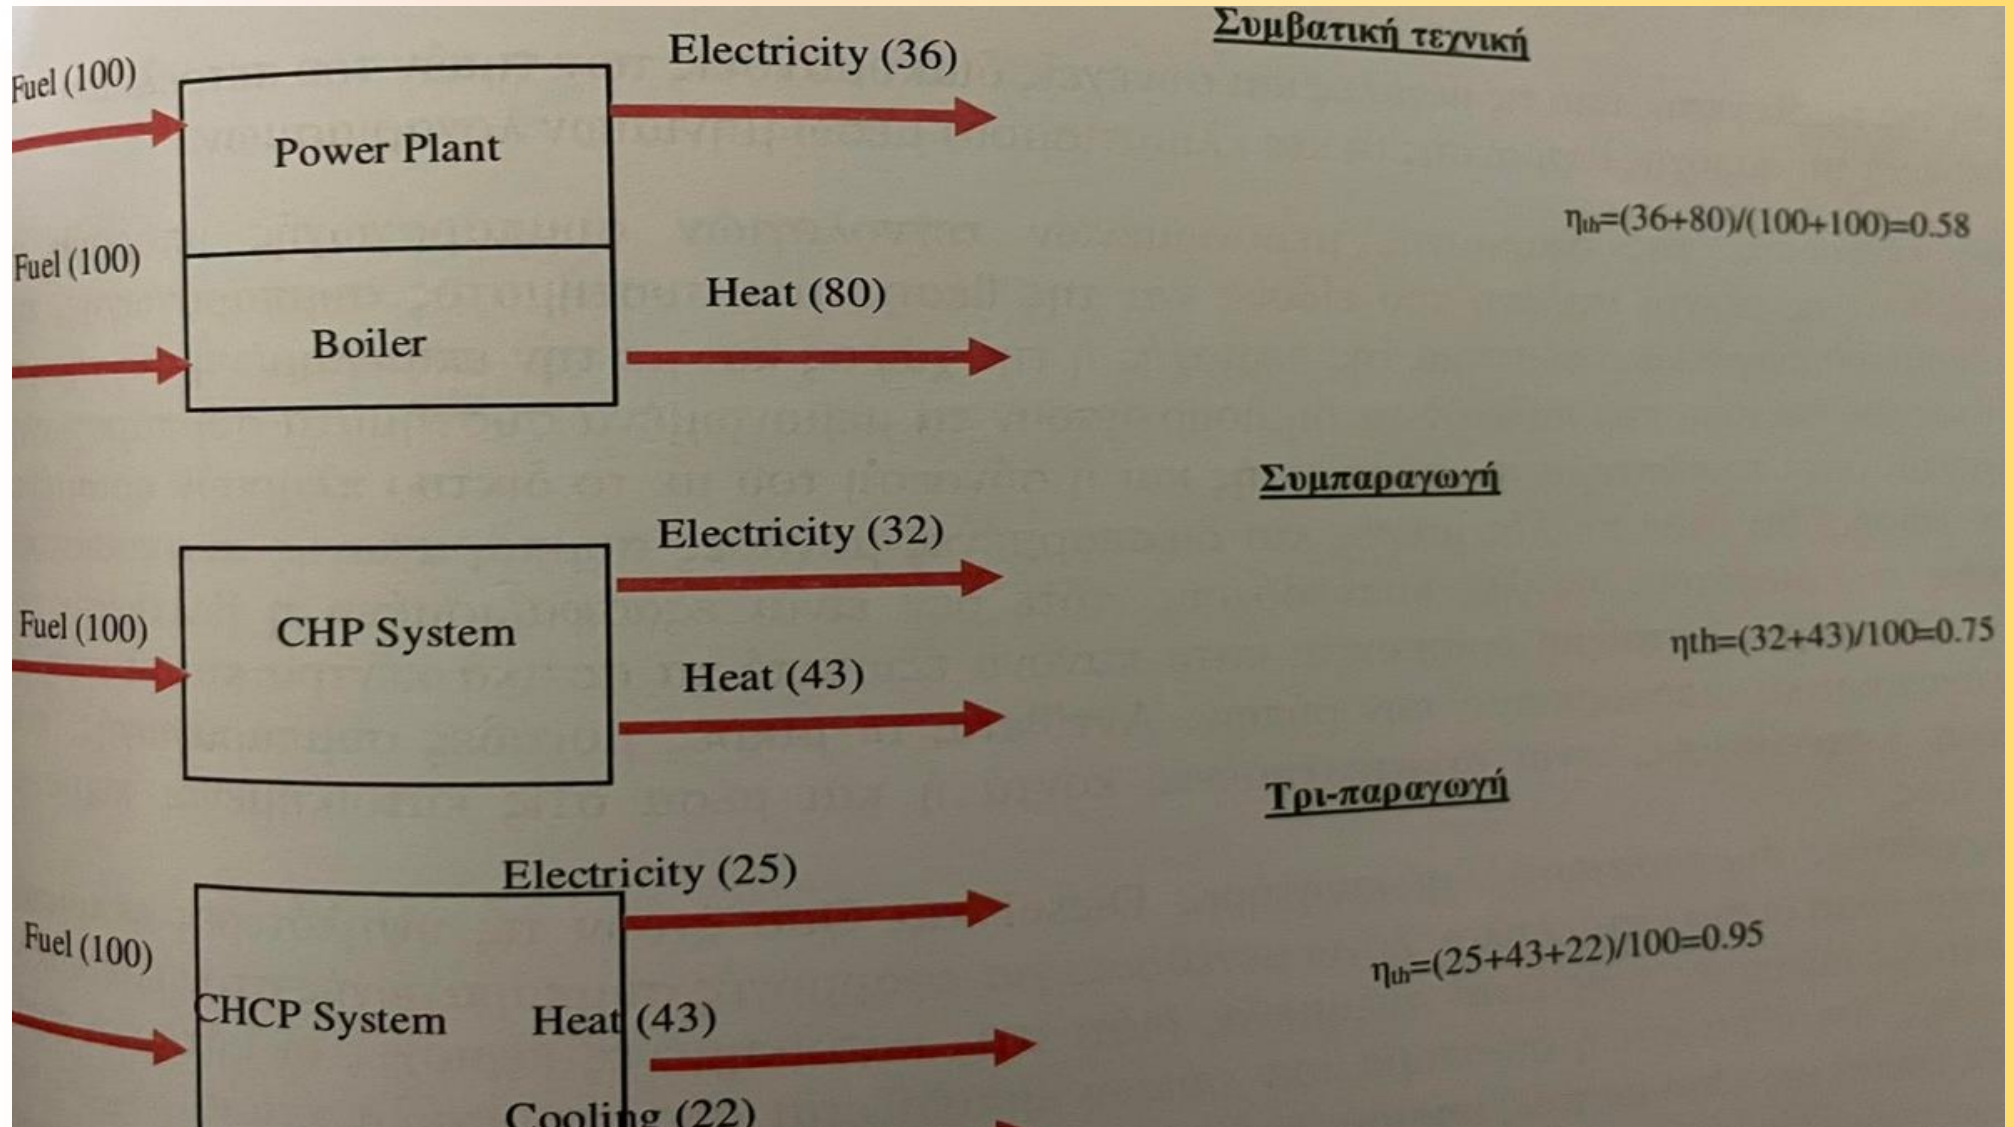 Συμβατική τεχνική
Fuel (100)
Electricity (36)
Power Plant
ηth=(36+80)/(100+100)=0.58
Fuel (100)
Heat (80)
Boiler
Συμπαραγωγή
Electricity (32)
Fuel (100)
CHP System
ηth=(32+43)/100=0.75
Heat (43)
Τρι-παραγωγή
Electricity (25)
Fuel (100)
ηth=(25+43+22)/100=0.95
CHCP System
Heat (43)
Cooling (22)